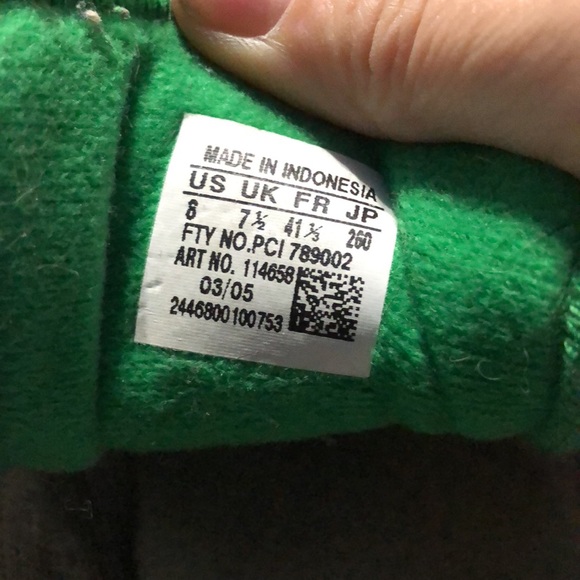 MADE IN INDONESIA
US UK FR JP
8 7½ 41⅓ 260
FTY NO.PCI 789002
ART NO. 114658
03/05
2446800100753